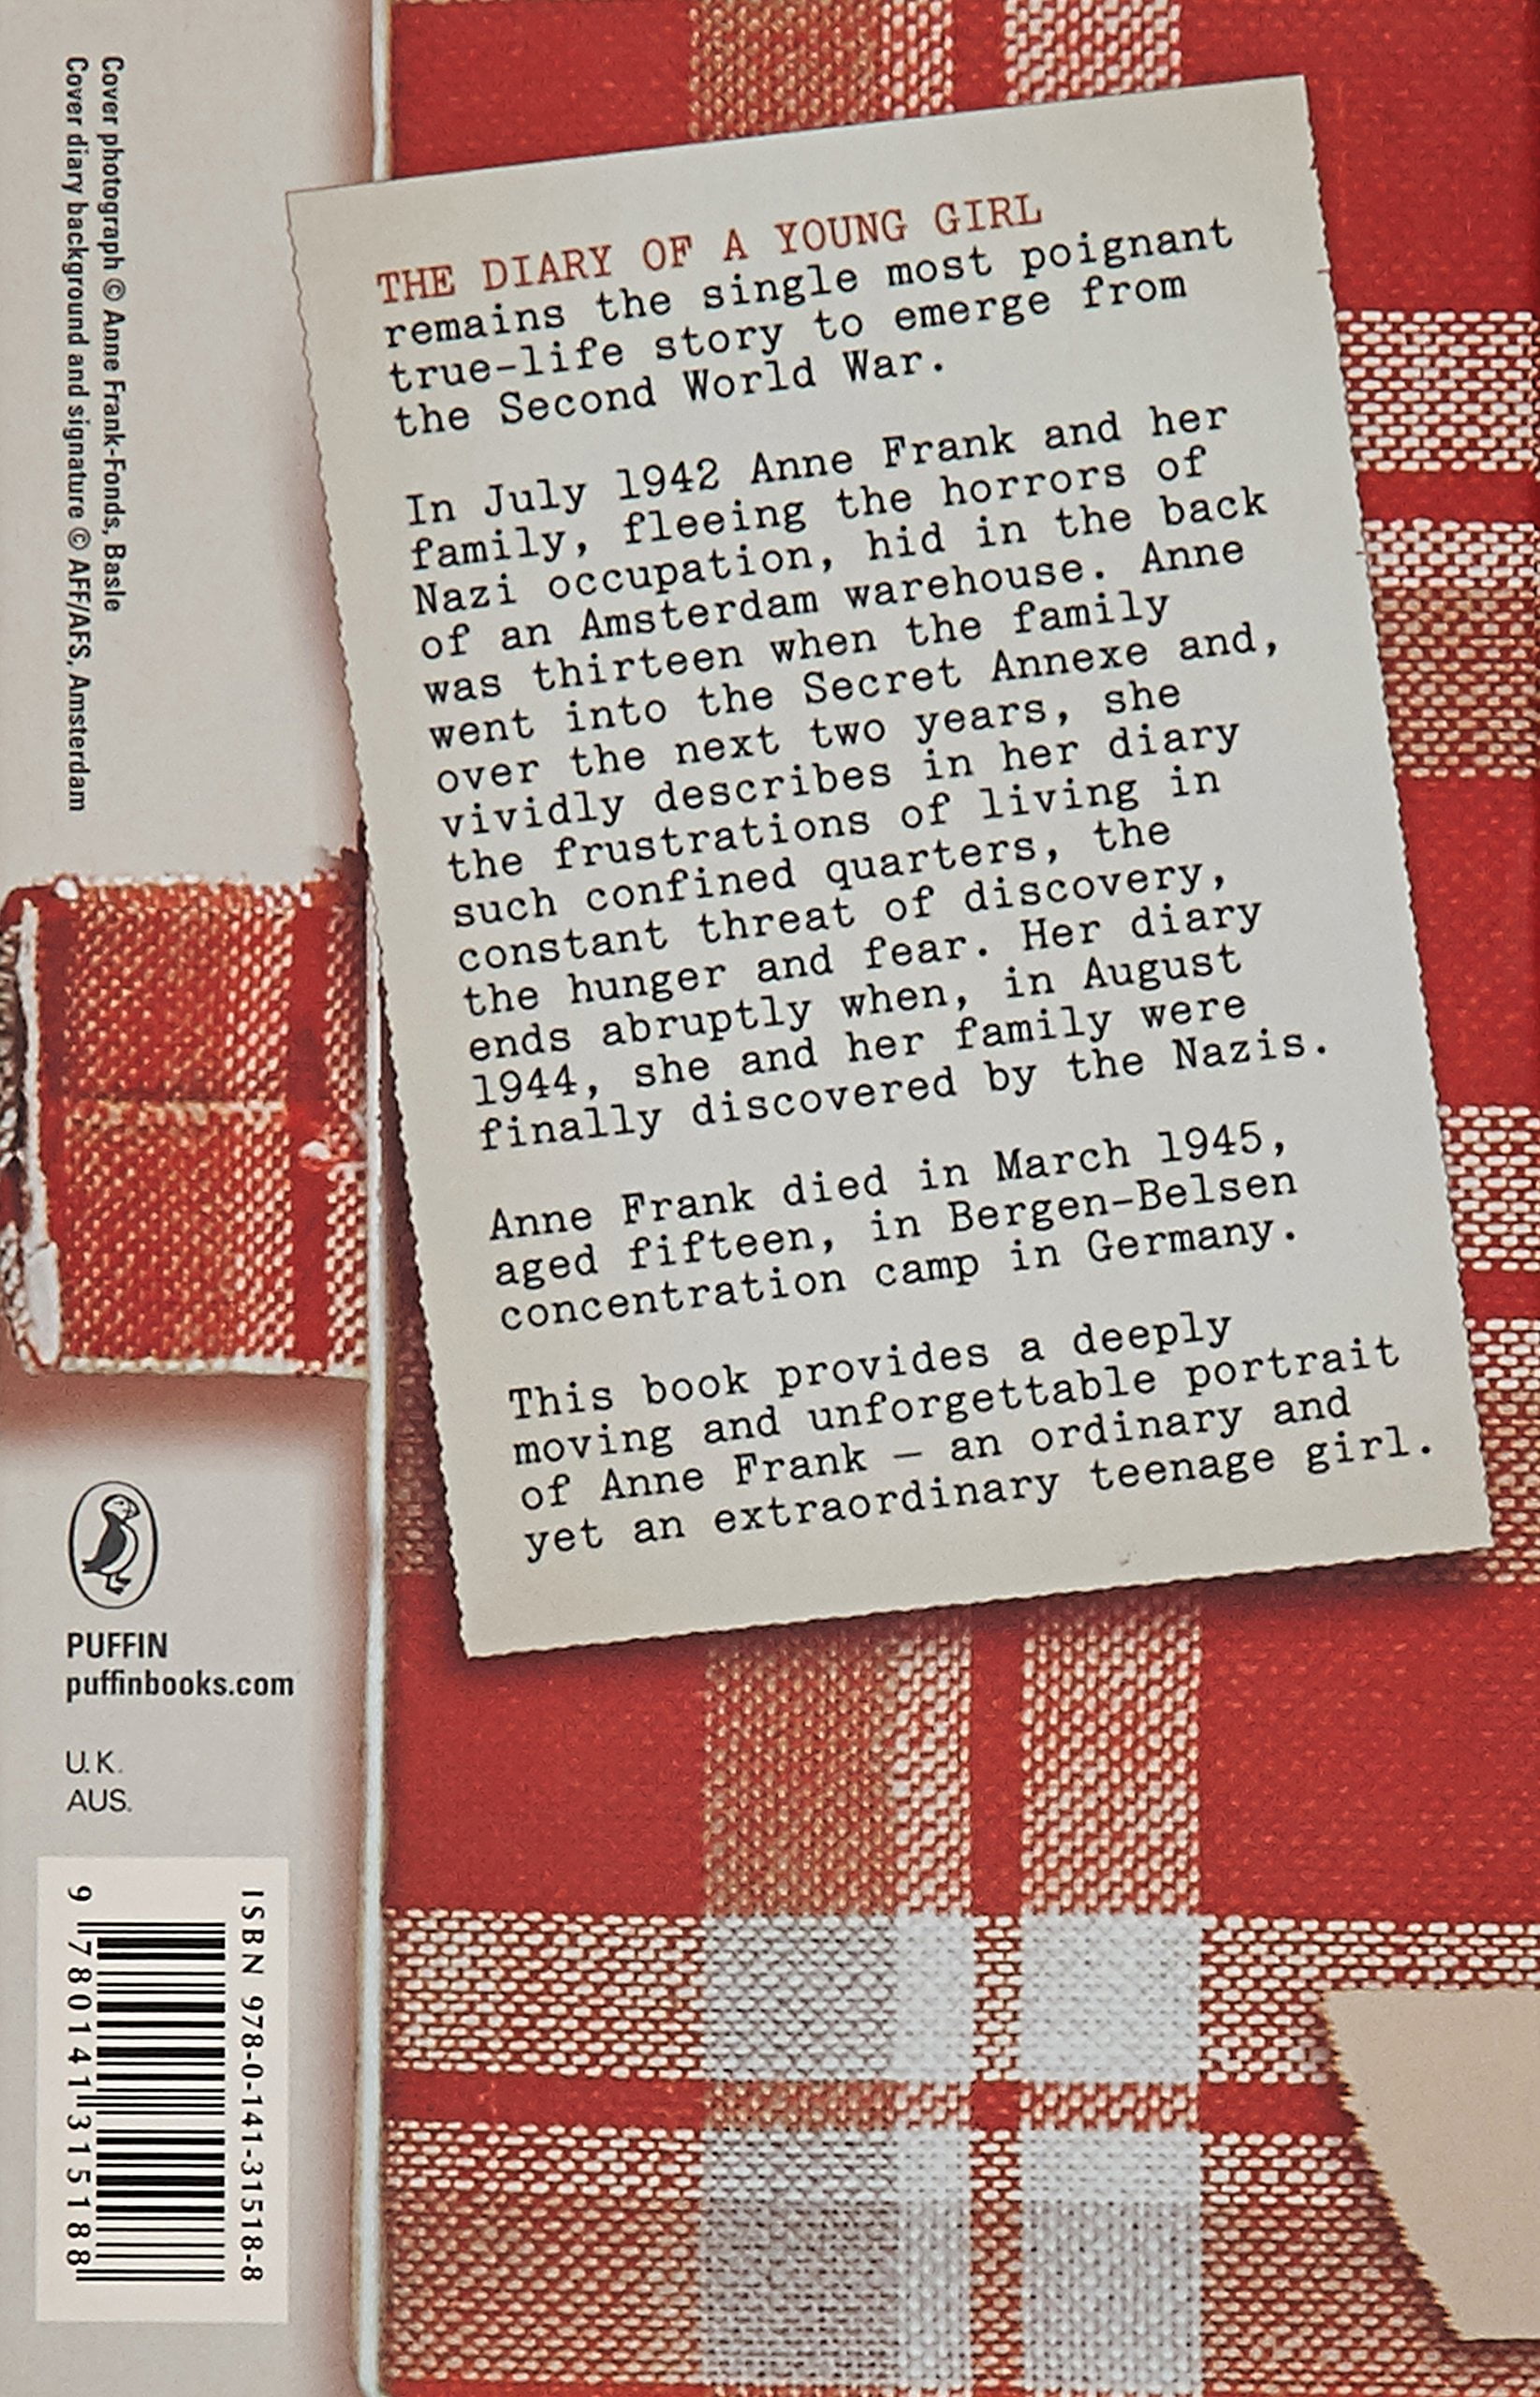 Cover photograph © Anne Frank-Fonds, Basle
Cover diary background and signature © AFF/AFS, Amsterdam
THE DIARY OF A YOUNG GIRL
remains the single most poignant
true-life story to emerge from
the Second World War.
In July 1942 Anne Frank and her
family, fleeing the horrors of
Nazi occupation, hid in the back
of an Amsterdam warehouse. Anne
was thirteen when the family
went into the Secret Annexe and,
over the next two years, she
vividly describes in her diary
the frustrations of living in
such confined quarters, the
constant threat of discovery,
the hunger and fear. Her diary
ends abruptly when, in August
1944, she and her family were
finally discovered by the Nazis.
Anne Frank died in March 1945,
aged fifteen, in Bergen-Belsen
concentration camp in Germany.
This book provides a deeply
moving and unforgettable portrait
of Anne Frank – an ordinary and
yet an extraordinary teenage girl.
PUFFIN
puffinbooks.com
U.K.
AUS.
ISBN 978-0-141-31518-8
9 780141 315188